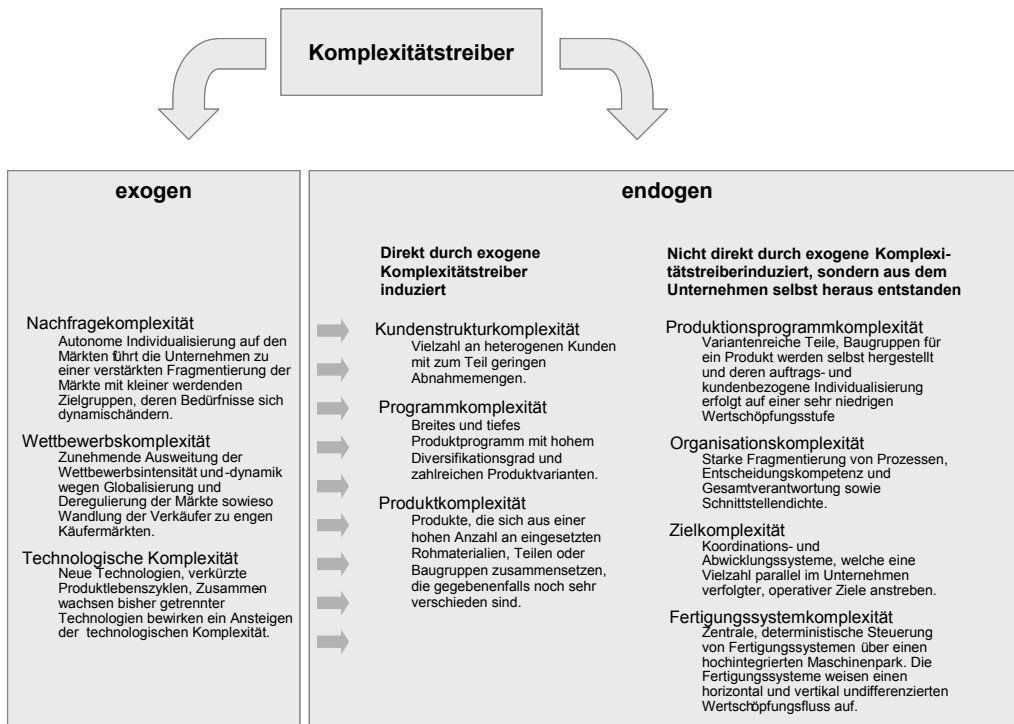 Komplexitätstreiber
exogen
Nachfragekomplexität
Autonome Individualisierung auf den
Märkten führt die Unternehmen zu
einer verstärkten Fragmentierung der
Märkte mit kleiner werdenden
Zielgruppen, deren Bedürfnisse sich
dynamischändern.
Wettbewerbskomplexität
Zunehmende Ausweitung der
Wettbewerbsintensität und-dynamik
wegen Globalisierung und
Deregulierung der Märkte sowieso
Wandlung der Verkäufer zu engen
Käufermärkten.
Technologische Komplexität
Neue Technologien, verkürzte
Produktlebenszyklen, Zusammen
wachsen bisher getrennter
Technologien bewirken ein Ansteigen
der technologischen Komplexität.
endogen
Direkt durch exogene
Komplexitätstreiber
induziert
Kundenstrukturkomplexität
Vielzahl an heterogenen Kunden
mit zum Teil geringen
Abnahmemengen.
Programmkomplexität
Breites und tiefes
Produktprogramm mit hohem
Diversifikationsgrad und
zahlreichen Produktvarianten.
Produktkomplexität
Produkte, die sich aus einer
hohen Anzahl an eingesetzten
Rohmaterialien, Teilen oder
Baugruppen zusammensetzen,
die gegebenenfalls noch sehr
verschieden sind.
Nicht direkt durch exogene Komplexi-
tätstreiberinduziert, sondern aus dem
Unternehmen selbst heraus entstanden
Produktionsprogrammkomplexität
Variantenreiche Teile, Baugruppen für
ein Produkt werden selbst hergestellt
und deren auftrags- und
kundenbezogene Individualisierung
erfolgt auf einer sehr niedrigen
Wertschöpfungsstufe
Organisationskomplexität
Starke Fragmentierung von Prozessen,
Entscheidungskompetenz und
Gesamtverantwortung sowie
Schnittstellendichte.
Zielkomplexität
Koordinations- und
Abwicklungssysteme, welche eine
Vielzahl parallel im Unternehmen
verfolgter, operativer Ziele anstreben.
Fertigungssystemkomplexität
Zentrale, deterministische Steuerung
von Fertigungssystemen über einen
hochintegrierten Maschinenpark. Die
Fertigungssysteme weisen einen
horizontal und vertikal undifferenzierten
Wertschöpfungsfluss auf.